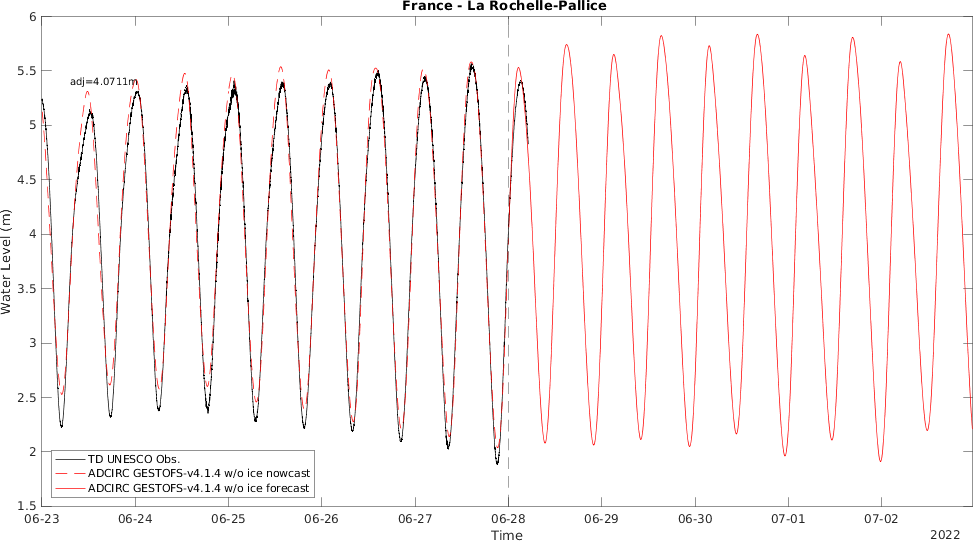 France - La Rochelle-Pallice
6
5.5
5
4.5
4
3.5
3
2.5
2
1.5
Water Level (m)
adj=4.0711m
TD UNESCO Obs.
ADCIRC GESTOFS-v4.1.4 w/o ice nowcast
ADCIRC GESTOFS-v4.1.4 w/o ice forecast
06-23 06-24 06-25 06-26 06-27 06-28 06-29 06-30 07-01 07-02
Time
2022